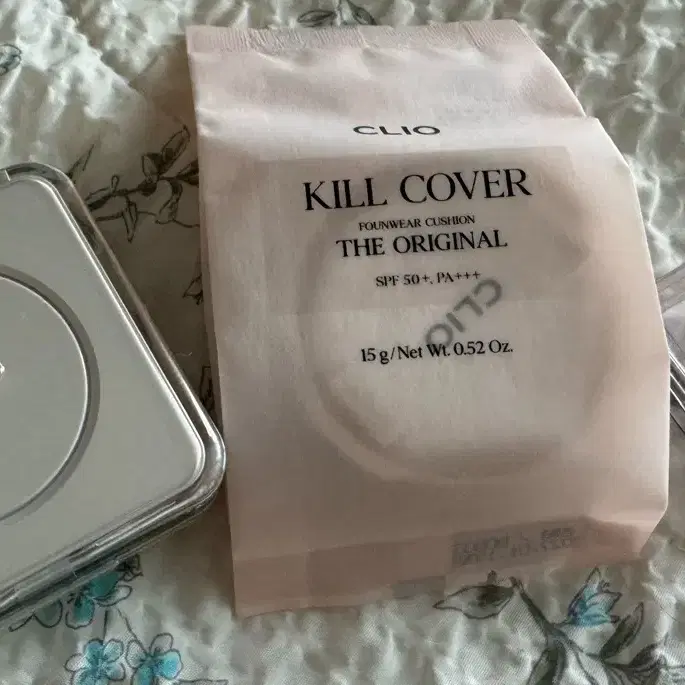 CLIO
KILL COVER
FOUNWEAR CUSHION
THE ORIGINAL
SPF 50+, PA+++
CLIO
15 g/Net Wt. 0.52 Oz.